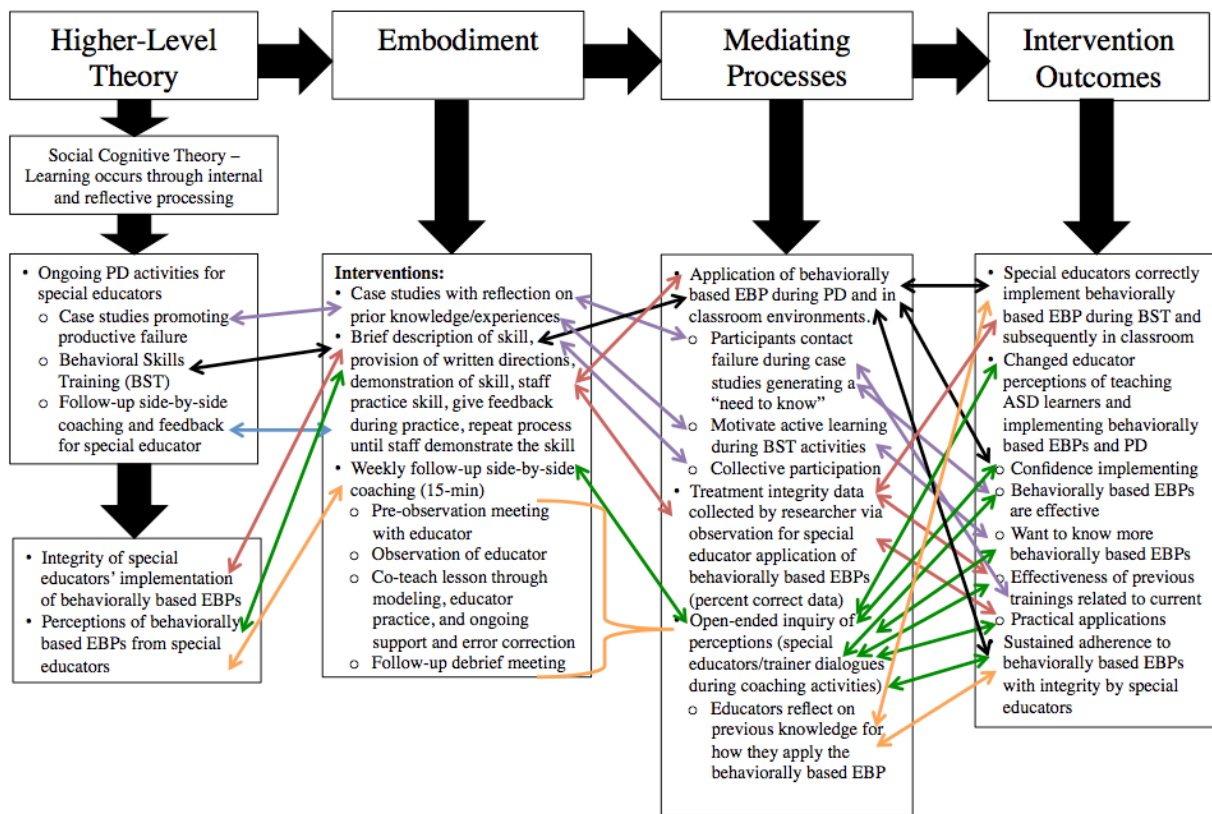 Higher-Level
Theory
Embodiment
Mediating
Processes
Intervention
Outcomes
Social Cognitive Theory –
Learning occurs through internal
and reflective processing
• Ongoing PD activities for
special educators
o Case studies promoting
productive failure
o Behavioral Skills
Training (BST)
o Follow-up side-by-side
coaching and feedback
for special educator
• Integrity of special
educators’ implementation
of behaviorally based EBPs
• Perceptions of behaviorally
based EBPs from special
educators
Interventions:
• Case studies with reflection on
prior knowledge/experiences
• Brief description of skill,
provision of written directions,
demonstration of skill, staff
practice skill, give feedback
during practice, repeat process
until staff demonstrate the skill
• Weekly follow-up side-by-side
coaching (15-min)
o Pre-observation meeting
with educator
o Observation of educator
o Co-teach lesson through
modeling, educator
practice, and ongoing
support and error correction
o Follow-up debrief meeting
• Application of behaviorally
based EBP during PD and in
classroom environments.
o Participants contact
failure during case
studies generating a
“need to know”
o Motivate active learning
during BST activities
o Collective participation
• Treatment integrity data
collected by researcher via
observation for special
educator application of
behaviorally based EBPs
(percent correct data)
• Open-ended inquiry of
perceptions (special
educators/trainer dialogues
during coaching activities)
o Educators reflect on
previous knowledge for
how they apply the
behaviorally based EBP
• Special educators correctly
implement behaviorally
based EBP during BST and
subsequently in classroom
• Changed educator
perceptions of teaching
ASD learners and
implementing behaviorally
based EBPs and PD
o Confidence implementing
o Behaviorally based EBPs
are effective
o Want to know more
behaviorally based EBPs
o Effectiveness of previous
trainings related to current
o Practical applications
Sustained adherence to
behaviorally based EBPs
with integrity by special
educators